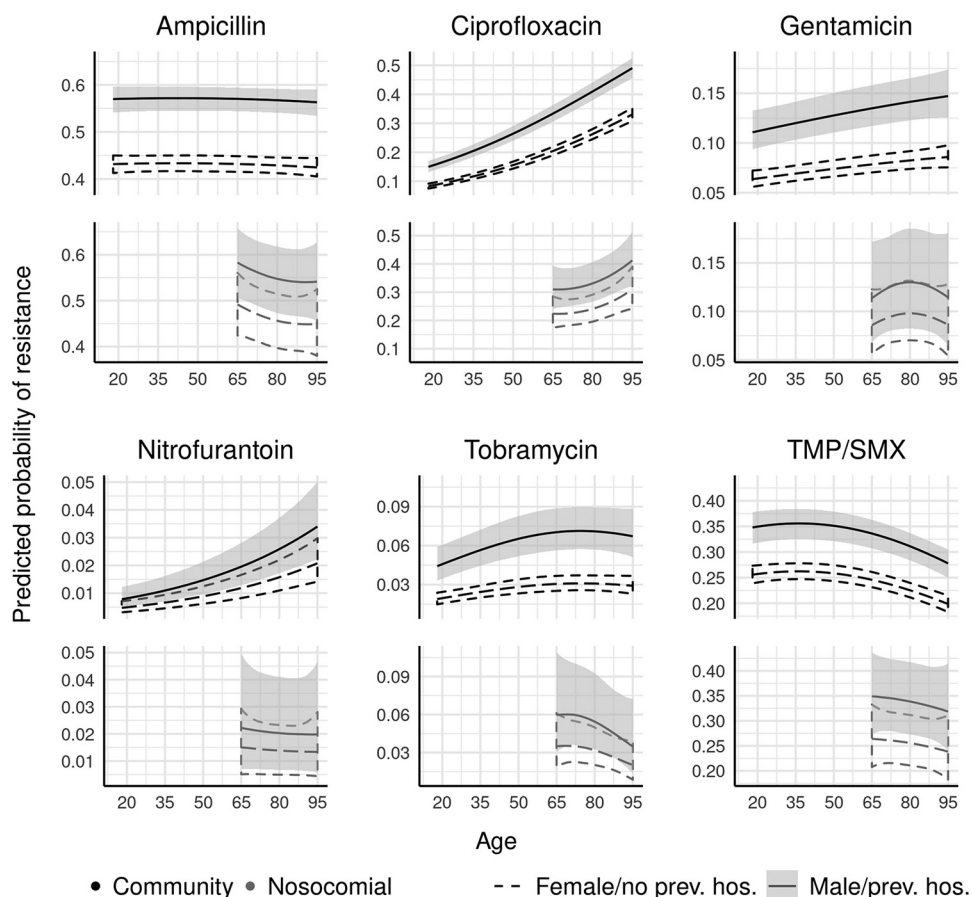 Ampicillin Ciprofloxacin Gentamicin
0.6 0.5 0.4
0.5 0.4 0.3 0.2 0.1
0.15 0.10 0.05
0.6 0.5 0.4
0.5 0.4 0.3 0.2 0.1
0.15 0.10 0.05
20 35 50 65 80 95 20 35 50 65 80 95 20 35 50 65 80 95
Predicted probability of resistance
Nitrofurantoin Tobramycin TMP/SMX
0.05 0.04 0.03 0.02 0.01
0.09 0.06 0.03
0.40 0.35 0.30 0.25 0.20
0.05 0.04 0.03 0.02 0.01
0.09 0.06 0.03
0.40 0.35 0.30 0.25 0.20
20 35 50 65 80 95 20 35 50 65 80 95 20 35 50 65 80 95
Age
Community Nosocomial Female/no prev. hos. Male/prev. hos.